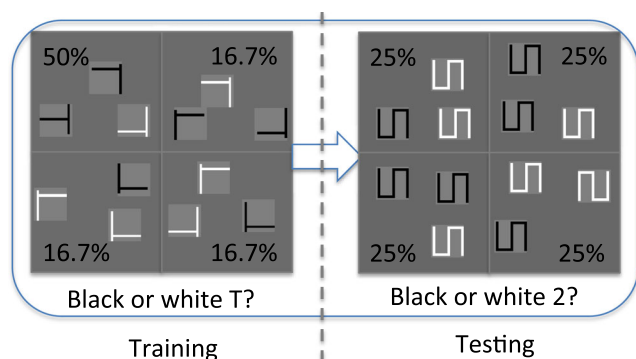 50% 16.7% 25% 25%
16.7% 16.7% 25% 25%
Black or white T? Black or white 2?
Training Testing